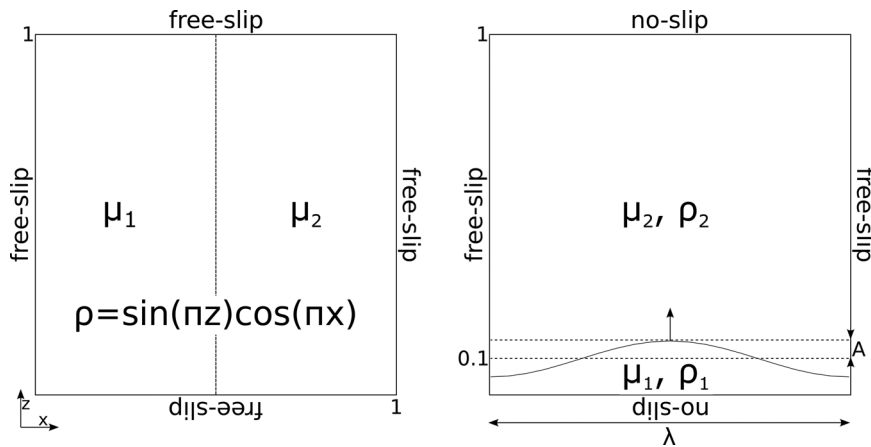 free-slip
1
free-slip
μ₁
μ₂
free-slip
ρ=sin(πz)cos(πx)
z
x
free-slip
1
no-slip
1
free-slip
μ₂, ρ₂
free-slip
A
0.1
μ₁, ρ₁
no-slip
λ